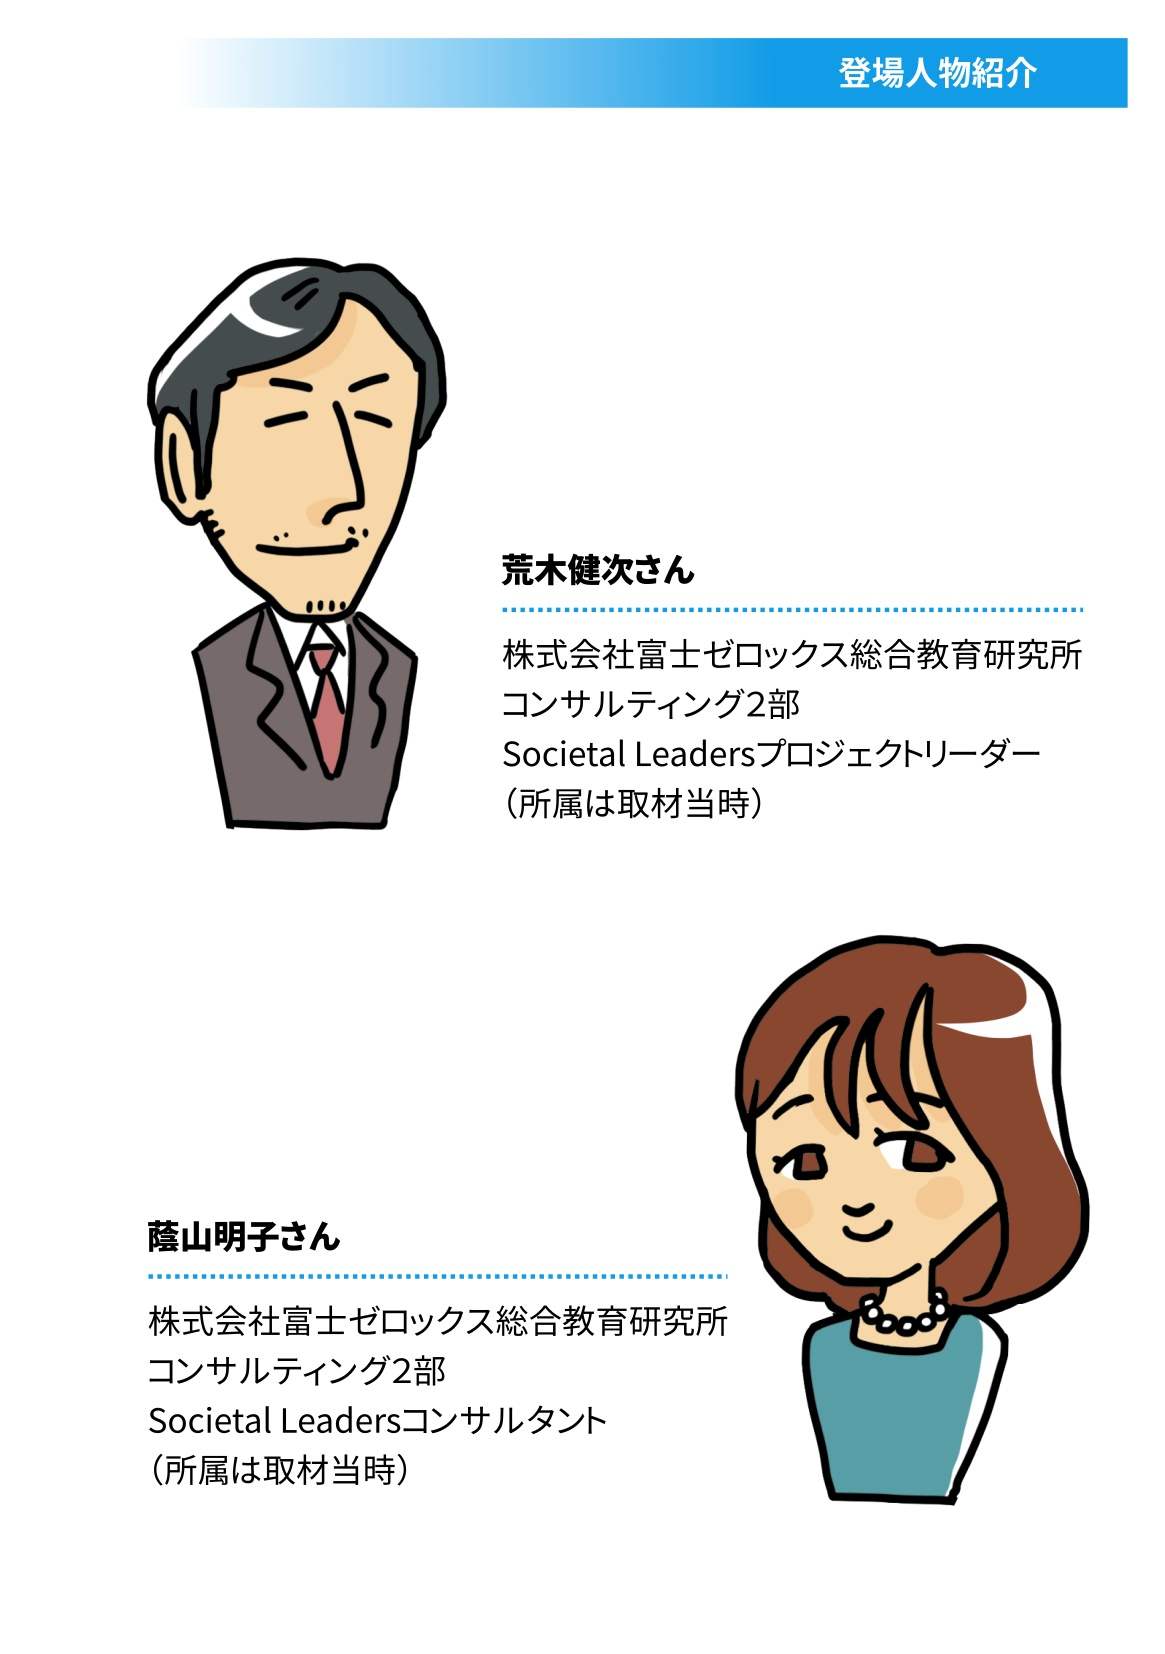 登場人物紹介
荒木健次さん
株式会社富士ゼロックス総合教育研究所
コンサルティング2部
Societal Leadersプロジェクトリーダー
（所属は取材当時）
蔭山明子さん
株式会社富士ゼロックス総合教育研究所
コンサルティング2部
Societal Leadersコンサルタント
（所属は取材当時）